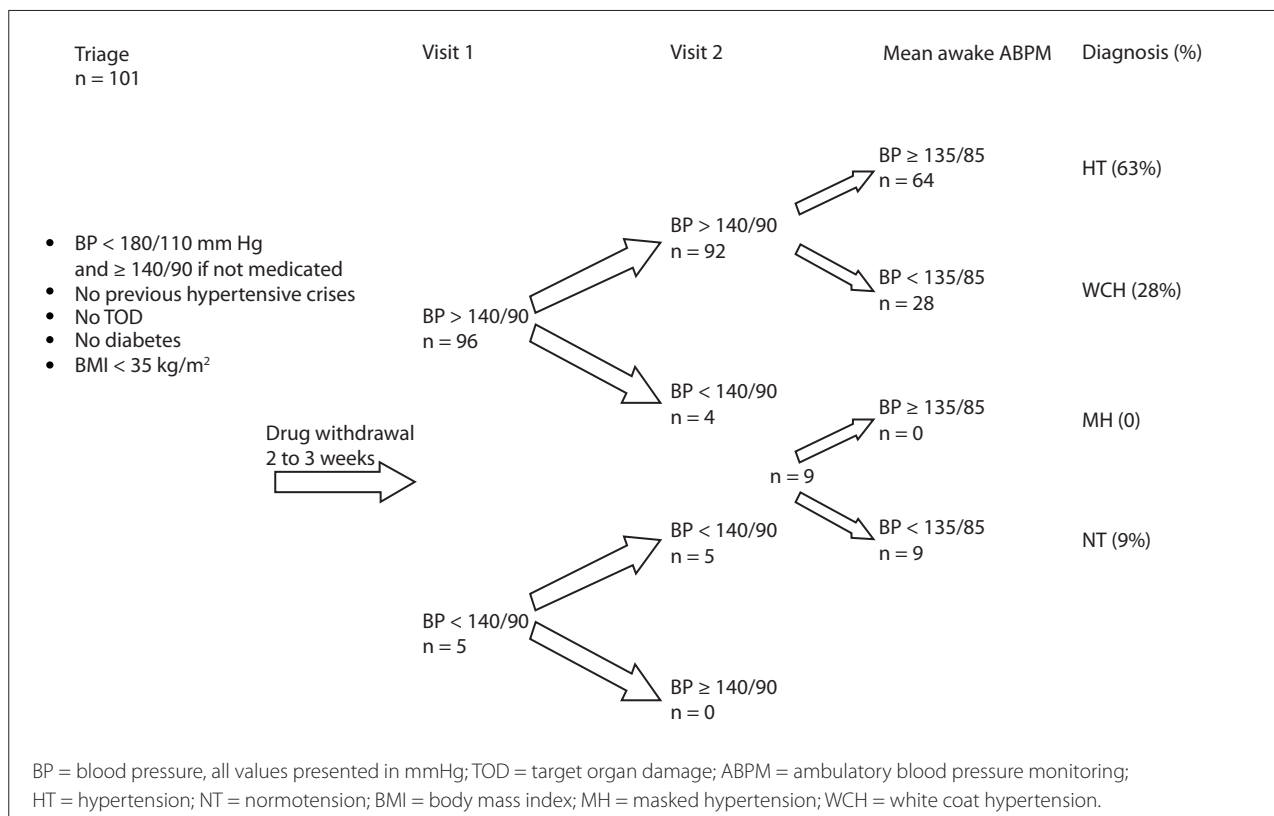 Triage
n = 101
Visit 1
Visit 2
Mean awake ABPM
Diagnosis (%)
• BP < 180/110 mm Hg
and ≥ 140/90 if not medicated
• No previous hypertensive crises
• No TOD
• No diabetes
• BMI < 35 kg/m²
Drug withdrawal
2 to 3 weeks
BP > 140/90
n = 96
BP < 140/90
n = 5
BP > 140/90
n = 92
BP < 140/90
n = 4
BP < 140/90
n = 5
BP ≥ 140/90
n = 0
n = 9
BP ≥ 135/85
n = 64
BP < 135/85
n = 28
BP ≥ 135/85
n = 0
BP < 135/85
n = 9
HT (63%)
WCH (28%)
MH (0)
NT (9%)
BP = blood pressure, all values presented in mmHg; TOD = target organ damage; ABPM = ambulatory blood pressure monitoring;
HT = hypertension; NT = normotension; BMI = body mass index; MH = masked hypertension; WCH = white coat hypertension.